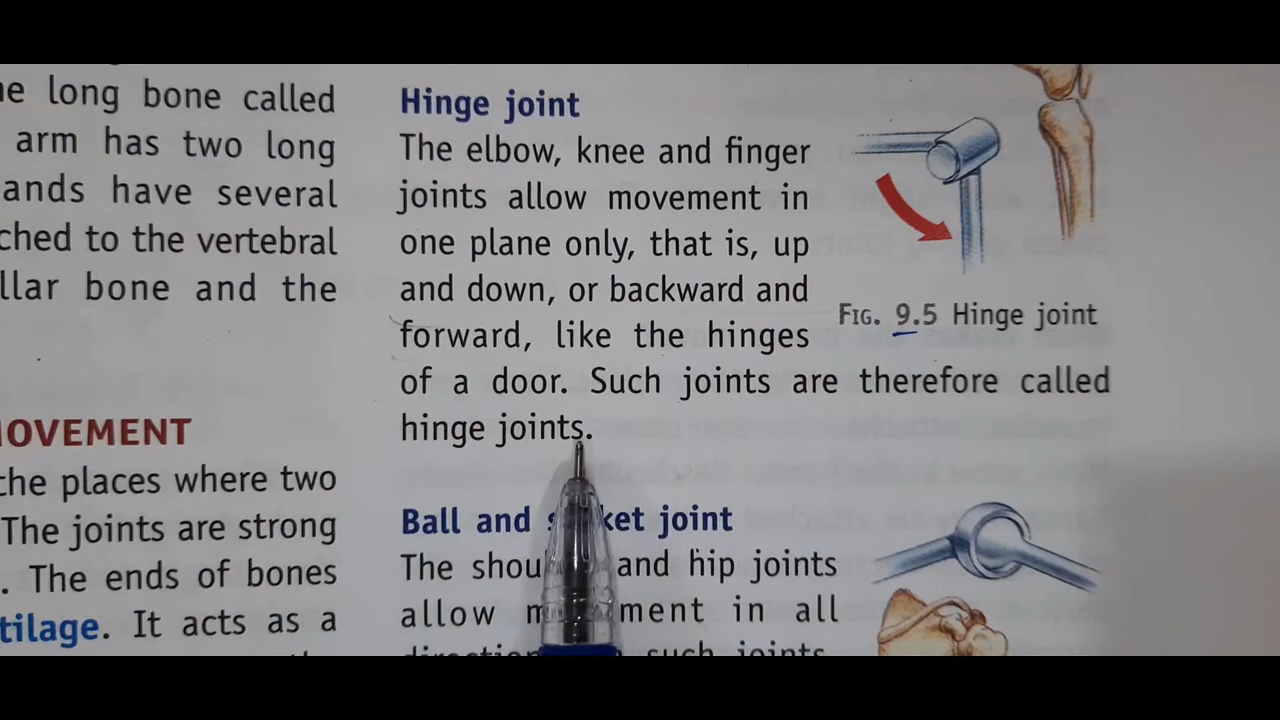 ne long bone called
arm has two long
ands have several
ched to the vertebral
llar bone and the
OVEMENT
the places where two
The joints are strong
. The ends of bones
tilage. It acts as a
Hinge joint
The elbow, knee and finger
joints allow movement in
one plane only, that is, up
and down, or backward and
forward, like the hinges
of a door. Such joints are therefore called
hinge joints.
FIG. 9.5 Hinge joint
Ball and socket joint
The and hip joints
allow in all
such joints